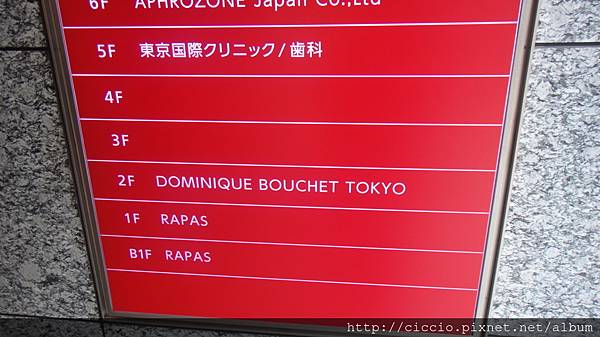 6F APHROZONE Japan Co.,Ltd
5F 東京国際クリニック/歯科
4F
3F
2F DOMINIQUE BOUCHET TOKYO
1F RAPAS
B1F RAPAS
http://ciccio.pixnet.net/album